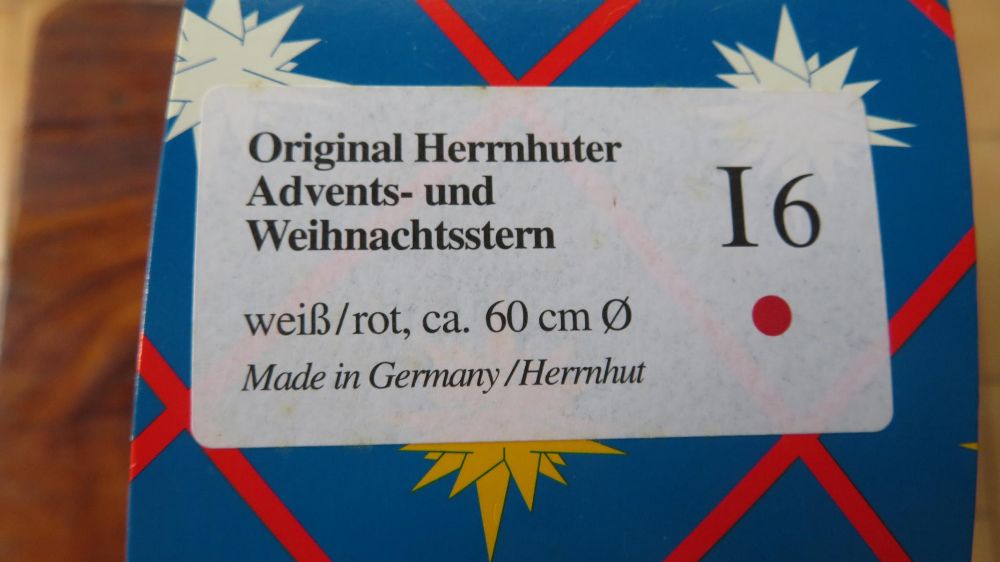 Original Herrnhuter
Advents- und
Weihnachtsstern
I6
weiß/rot, ca. 60 cm Ø
Made in Germany/Herrnhut